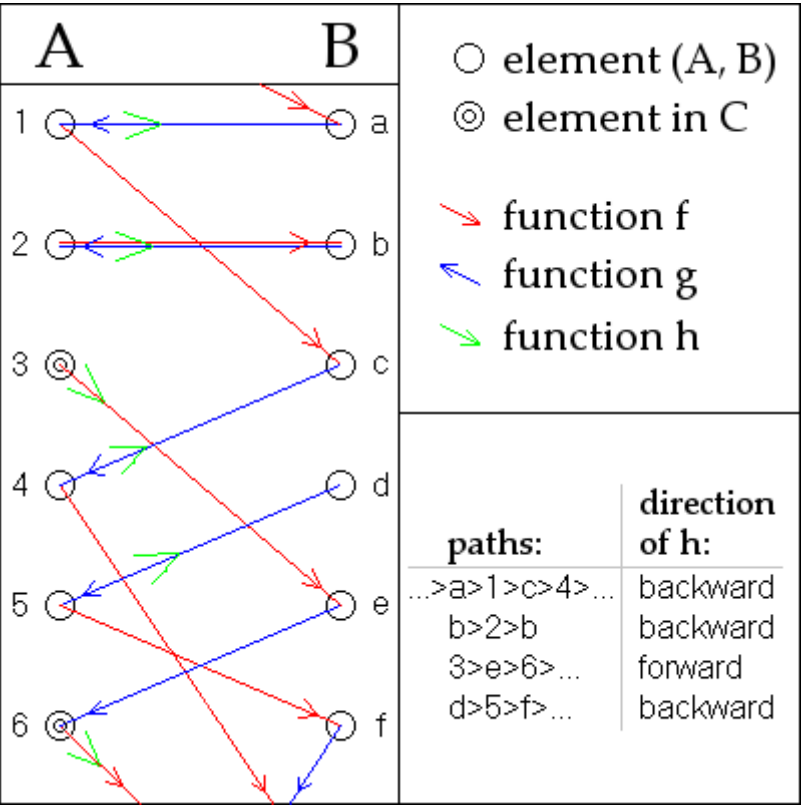 A B
1 a
2 b
3 c
4 d
5 e
6 f
element (A, B)
element in C
function f
function g
function h
paths: direction of h:
...>a>1>c>4>... backward
b>2>b backward
3>e>6>... forward
d>5>f>... backward